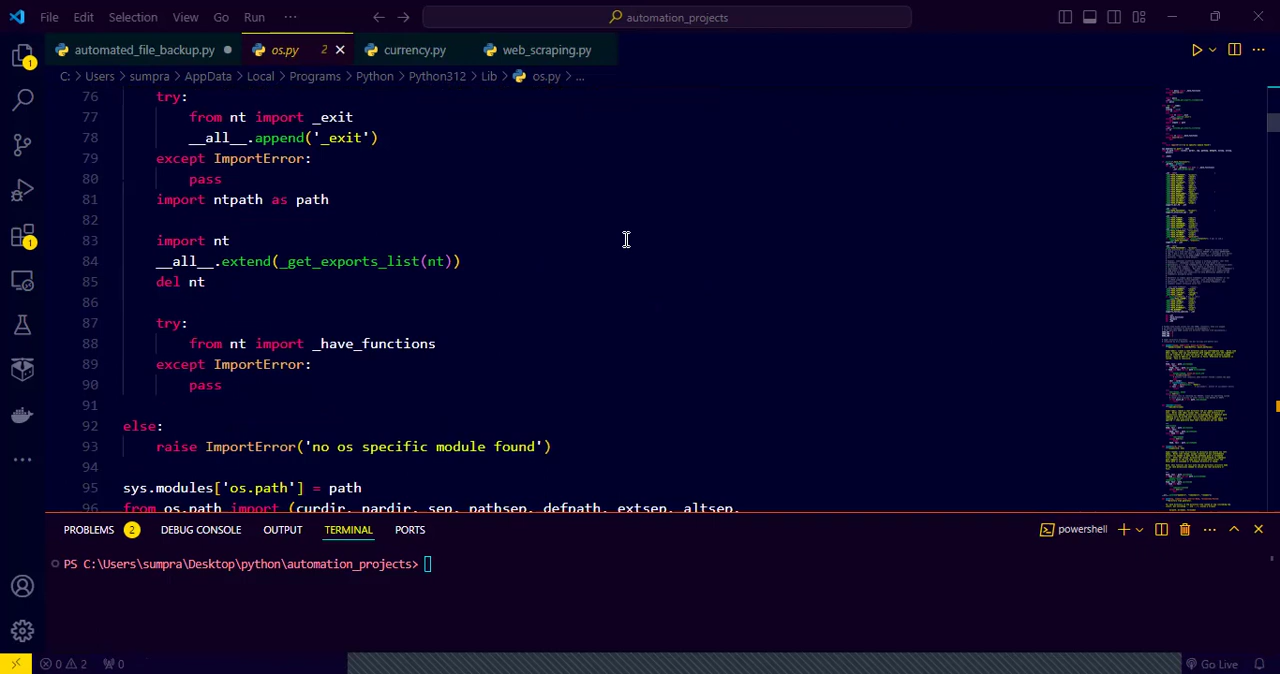 File Edit Selection View Go Run ··· automation_projects
automated_file_backup.py os.py 2 currency.py web_scraping.py
C: > Users > sumpra > AppData > Local > Programs > Python > Python312 > Lib > os.py > ...
76 try:
77 from nt import _exit
78 __all__.append('_exit')
79 except ImportError:
80 pass
81 import ntpath as path
82
83 import nt
84 __all__.extend(_get_exports_list(nt))
85 del nt
86
87 try:
88 from nt import _have_functions
89 except ImportError:
90 pass
91
92 else:
93 raise ImportError('no os specific module found')
94
95 sys.modules['os.path'] = path
96 from os.path import (curdir, pardir, sep, pathsep, defpath, extsep, altsep,
PROBLEMS 2 DEBUG CONSOLE OUTPUT TERMINAL PORTS powershell
PS C:\Users\sumpra\Desktop\python\automation_projects>
0 2 0 Go Live
1
1